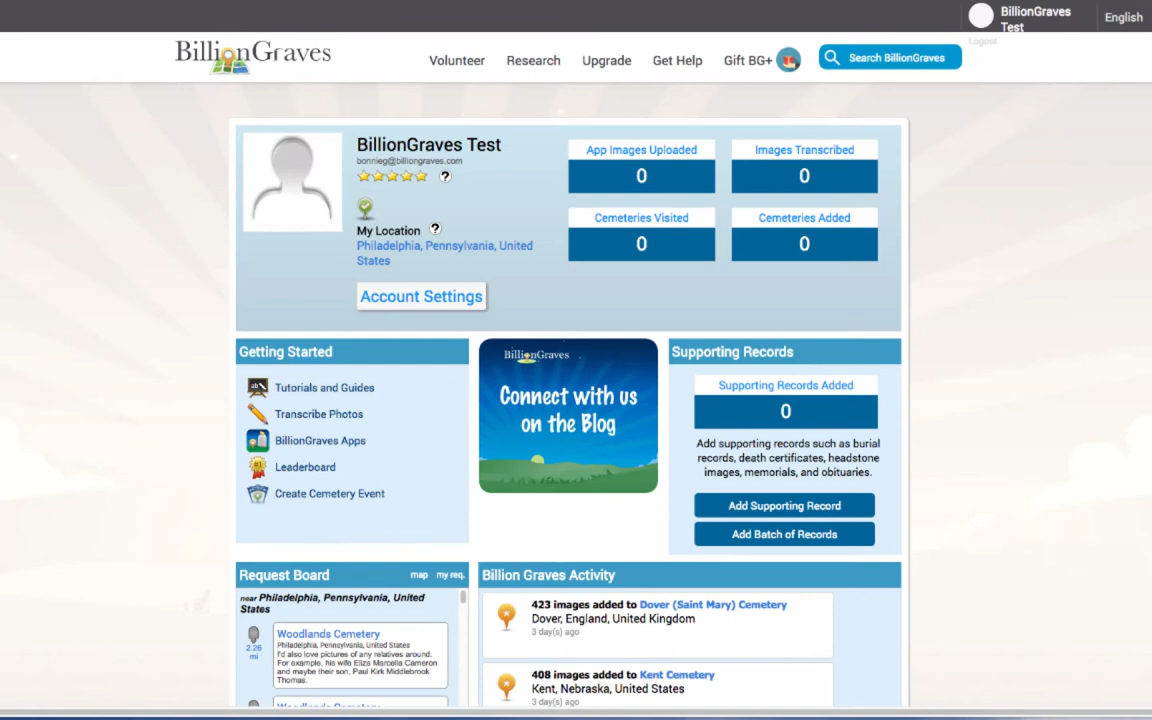 BillionGraves
Test
English
Logout
BillionGraves
Volunteer
Research
Upgrade
Get Help
Gift BG+
Search BillionGraves
BillionGraves Test
bonnieg@billiongraves.com
?
My Location ?
Philadelphia, Pennsylvania, United
States
Account Settings
App Images Uploaded
0
Images Transcribed
0
Cemeteries Visited
0
Cemeteries Added
0
Getting Started
Tutorials and Guides
Transcribe Photos
BillionGraves Apps
Leaderboard
Create Cemetery Event
BillionGraves
Connect with us
on the Blog
Supporting Records
Supporting Records Added
0
Add supporting records such as burial
records, death certificates, headstone
images, memorials, and obituaries.
Add Supporting Record
Add Batch of Records
Request Board
map
my req.
near Philadelphia, Pennsylvania, United
States
2.26
mi
Woodlands Cemetery
Philadelphia, Pennsylvania, United States
I'd also love pictures of any relatives around.
For example, his wife Eliza Marcella Cameron
and maybe their son, Paul Kirk Middlebrook
Thomas.
Woodlands Cemetery
Billion Graves Activity
423 images added to Dover (Saint Mary) Cemetery
Dover, England, United Kingdom
3 day(s) ago
408 images added to Kent Cemetery
Kent, Nebraska, United States
3 day(s) ago